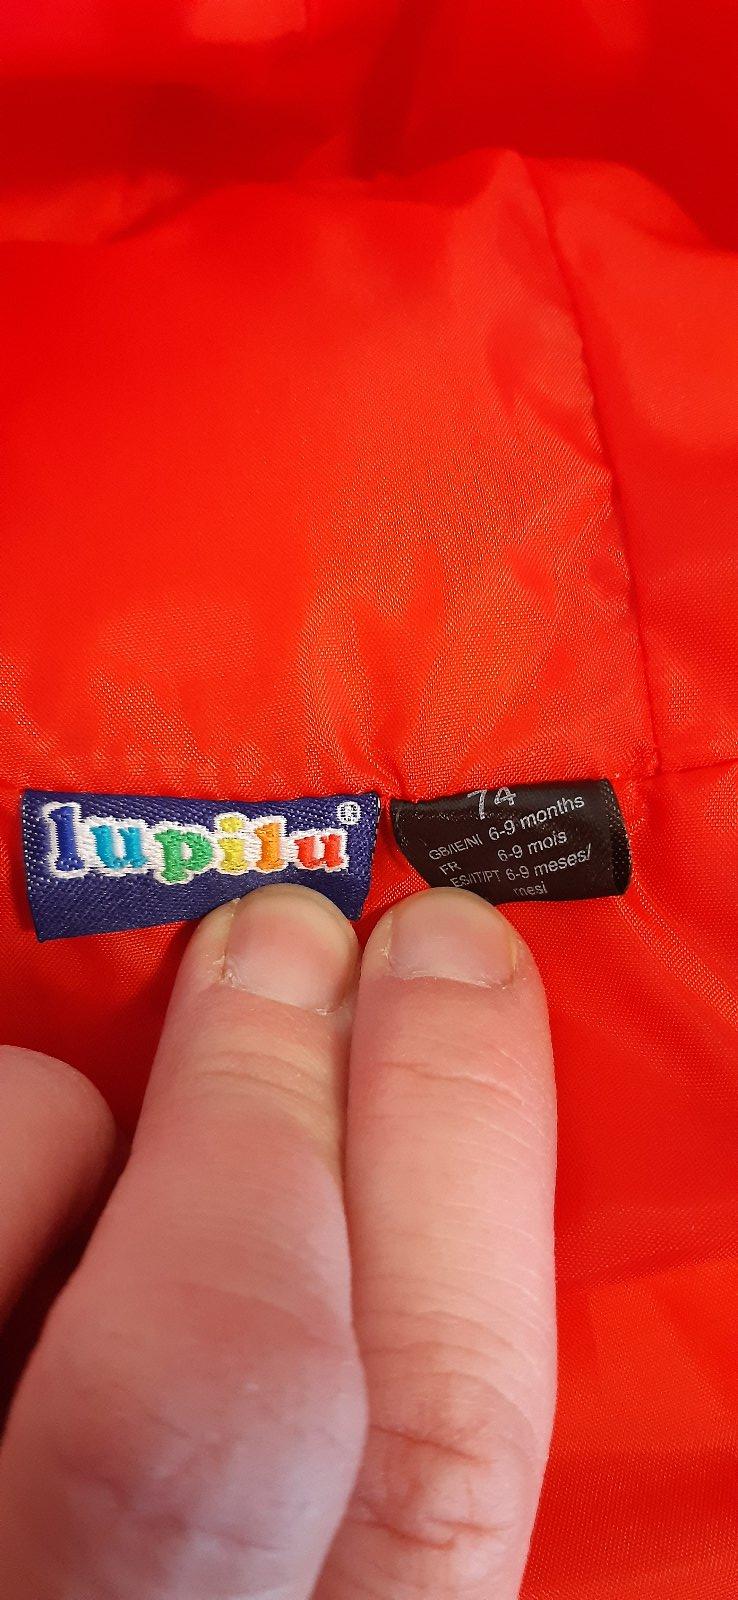 lupilu®
74
GB/IE/NI 6-9 months
FR 6-9 mois
ES/IT/PT 6-9 meses/
mesi